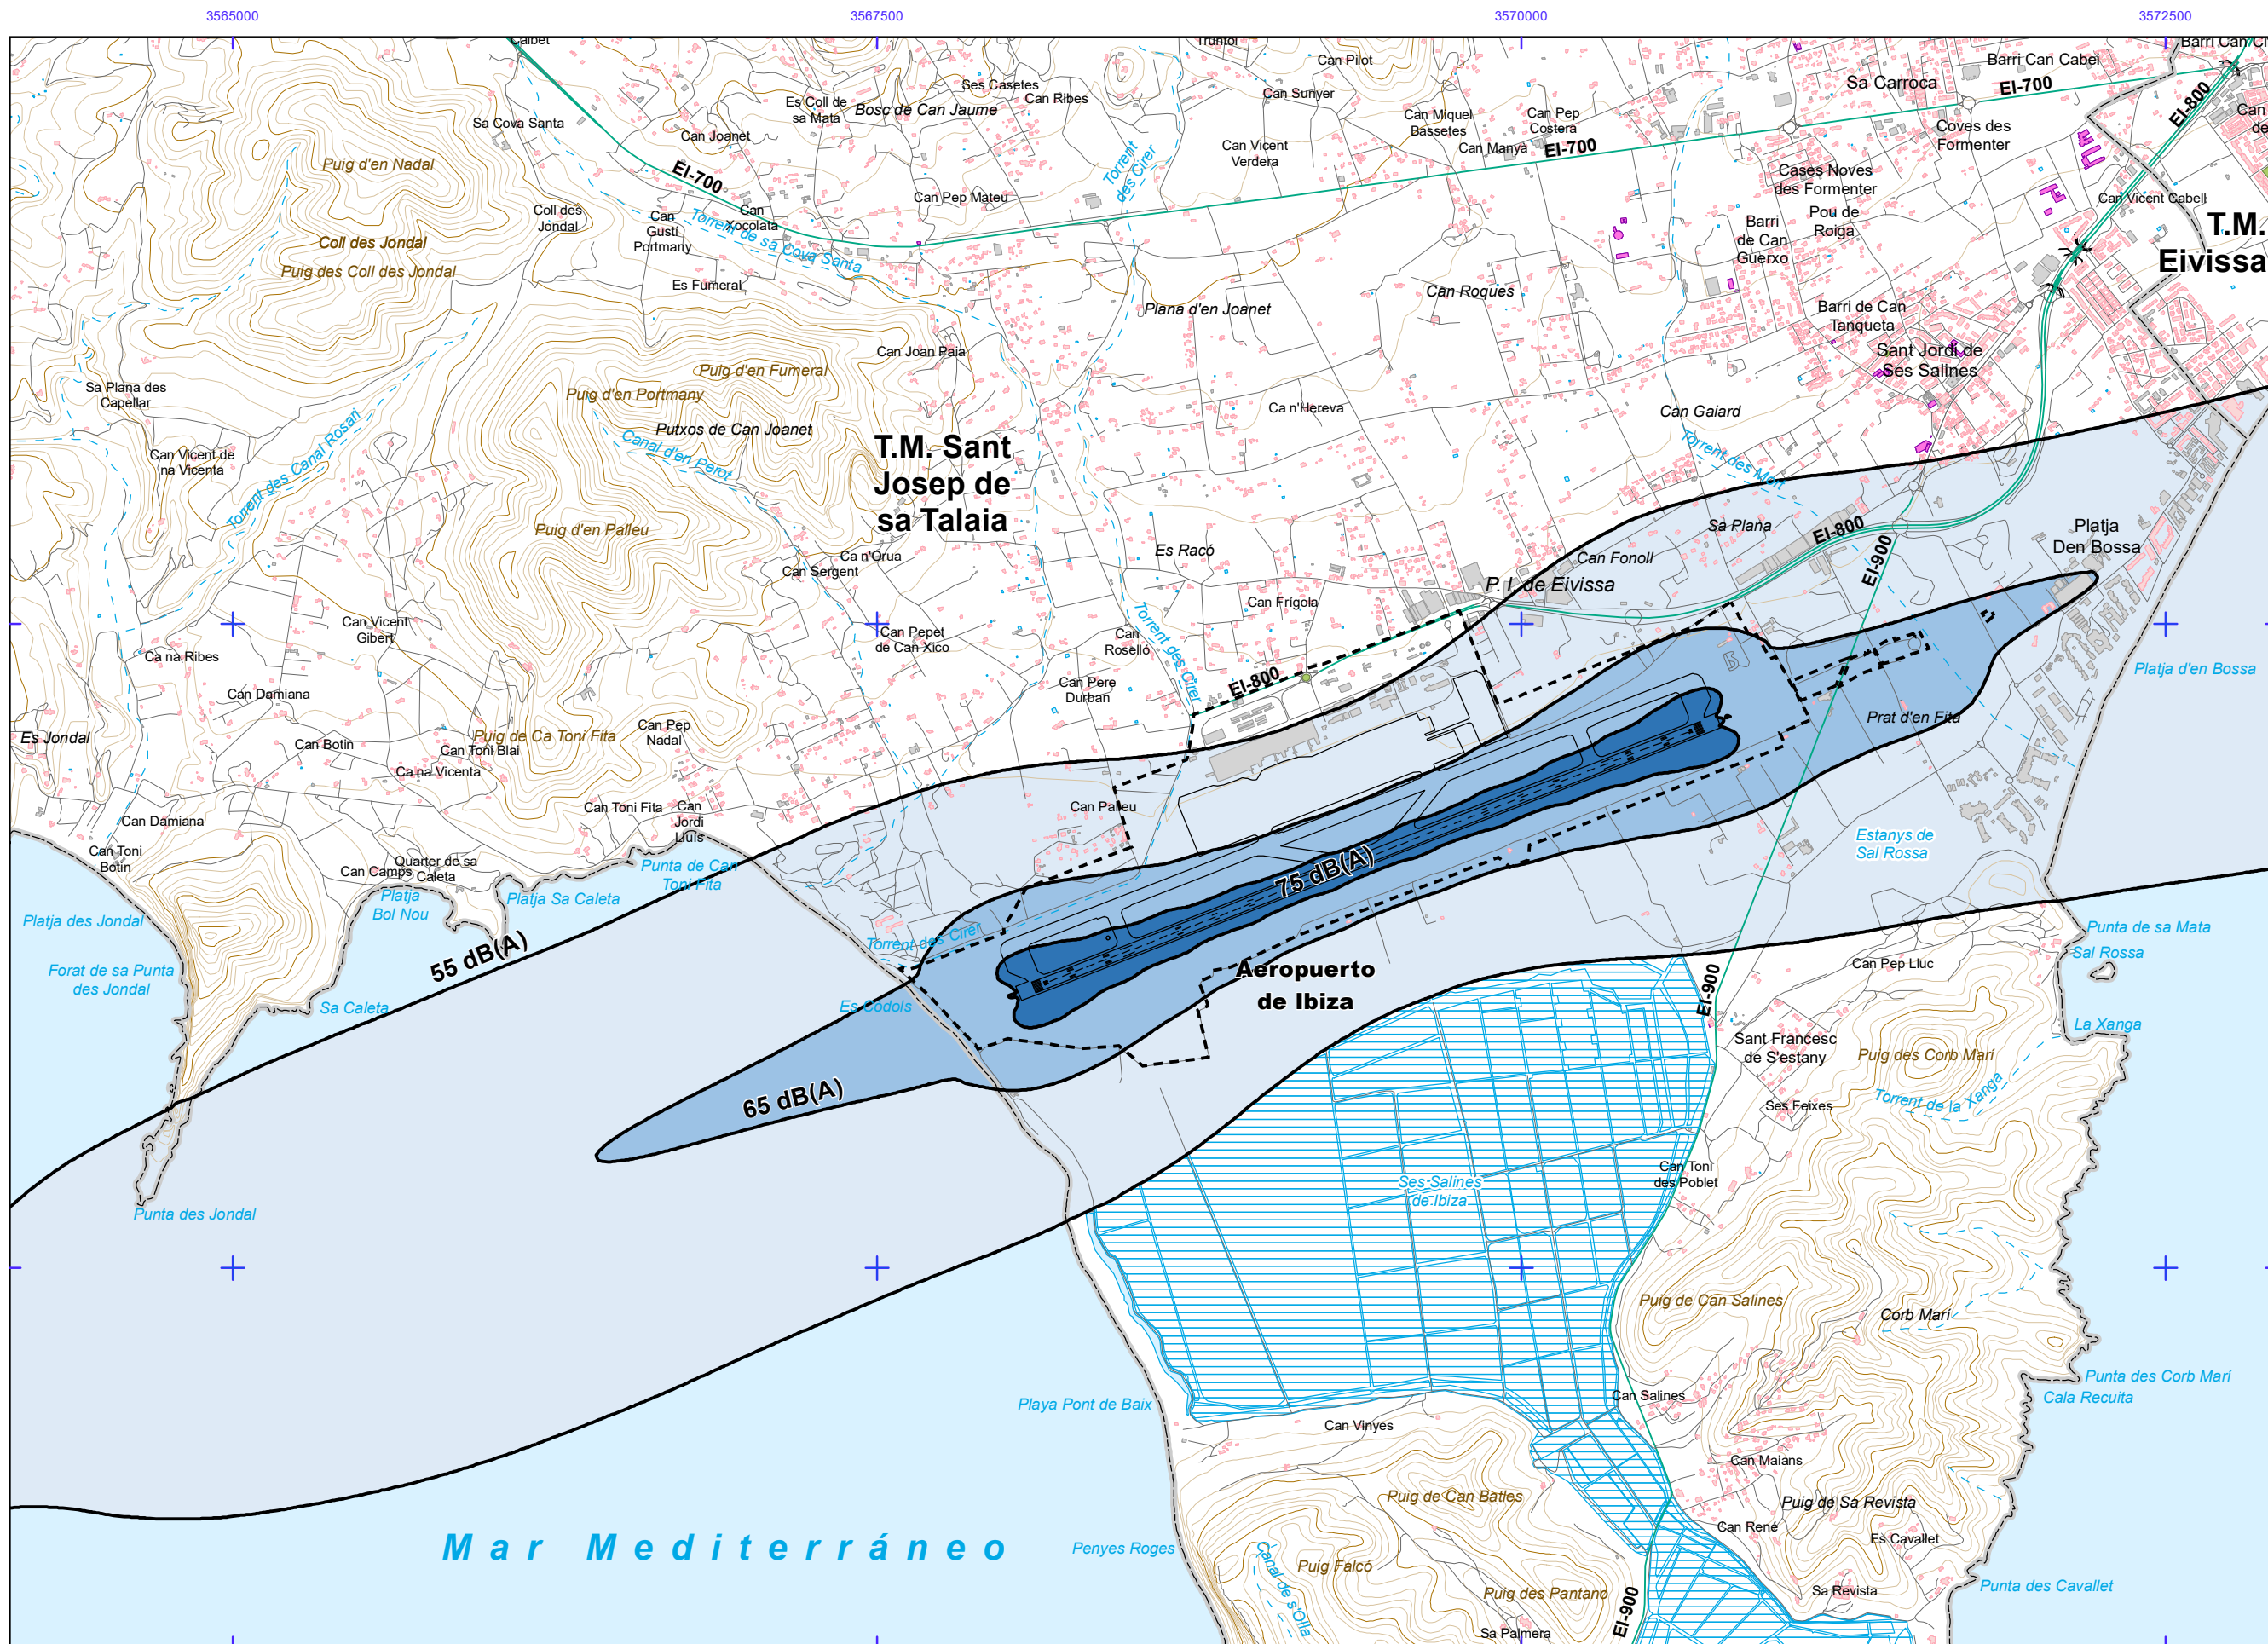 3565000
3567500
3570000
3572500
Calbet
Truntol
Barri Can Cabei
Can Pilot
Sa Carroca
EI-700
EI-800
Ses Casetes
Can Ribes
Can Sunyer
Es Coll de
sa Mata
Bosc de Can Jaume
Can Miquel
Bassetes
Can Pep
Costera
Coves des
Formenter
Sa Cova Santa
Can Joanet
Can Vicent
Verdera
Can Manya
EI-700
Puig d'en Nadal
Torrent
des Cirer
EI-700
Cases Noves
des Formenter
Can Vicent Cabell
Can Pep Mateu
Coll des
Jondal
Can
Gusti
Portmany
Can
Xocolata
Torrent de sa Cova Santa
Barri
de Can
Guerxo
Pou de
Roiga
T.M.
Eivissa
Coll des Jondal
Puig des Coll des Jondal
Es Fumeral
Can Roques
Plana d'en Joanet
Barri de Can
Tanqueta
Can Joan Paia
Sant Jordi de
Ses Salines
Puig d'en Fumeral
Sa Plana des
Capellar
Puig d'en Portmany
Ca n'Hereva
Can Gaiard
Putxos de Can Joanet
Canal d'en Perot
T.M. Sant
Josep de
sa Talaia
Can Vicent de
na Vicenta
Torrent des Canal Rosari
Torrent des Mort
Puig d'en Palleu
Sa Plana
EI-800
Platja
Den Bossa
Es Racó
Ca n'Orua
Can Sergent
Can Fonoll
EI-900
P. I. de Eivissa
Can Frígola
Can Vicent
Gibert
Can Pepet
de Can Xico
Can
Roselló
Torrent des Cirer
Ca na Ribes
Platja d'en Bossa
Can Damiana
Can Pere
Durban
EI-800
Es Jondal
Can Botin
Puig de Ca Toni Fita
Can Toni Blai
Can Pep
Nadal
Prat d'en Fita
Ca na Vicenta
Can Toni Fita
Can
Jordi
Lluís
Can Palleu
Can Damiana
Estanys de
Sal Rossa
Can Toni
Botin
Can Camps
Quarter de sa
Caleta
Punta de Can
Toni Fita
75 dB(A)
Platja
Bol Nou
Platja Sa Caleta
Platja des Jondal
55 dB(A)
Torrent des Cirer
Punta de sa Mata
Sal Rossa
Forat de sa Punta
des Jondal
Aeropuerto
de Ibiza
Can Pep Lluc
EI-900
Sa Caleta
Es Codols
La Xanga
Sant Francesc
de S'estany
Puig des Corb Marí
65 dB(A)
Ses Feixes
Torrent de la Xanga
Can Toni
des Poblet
Ses Salines
de Ibiza
Punta des Jondal
Puig de Can Salines
Corb Marí
Punta des Corb Marí
Cala Recuita
Can Salines
Playa Pont de Baix
Can Vinyes
Can Maians
Puig de Can Batles
Puig de Sa Revista
Can René
Es Cavallet
Mar Mediterráneo
Penyes Roges
Canal de s'Olla
Puig Falcó
Puig des Pantano
Sa Revista
Punta des Cavallet
EI-900
Sa Palmera